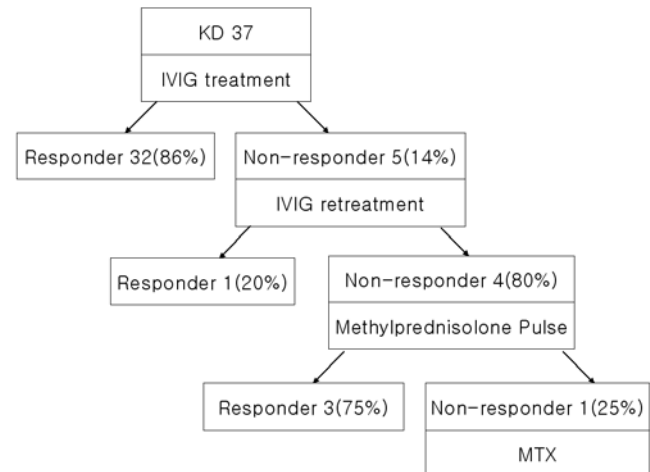 KD 37
IVIG treatment
Responder 32(86%)
Non-responder 5(14%)
IVIG retreatment
Responder 1(20%)
Non-responder 4(80%)
Methylprednisolone Pulse
Responder 3(75%)
Non-responder 1(25%)
MTX